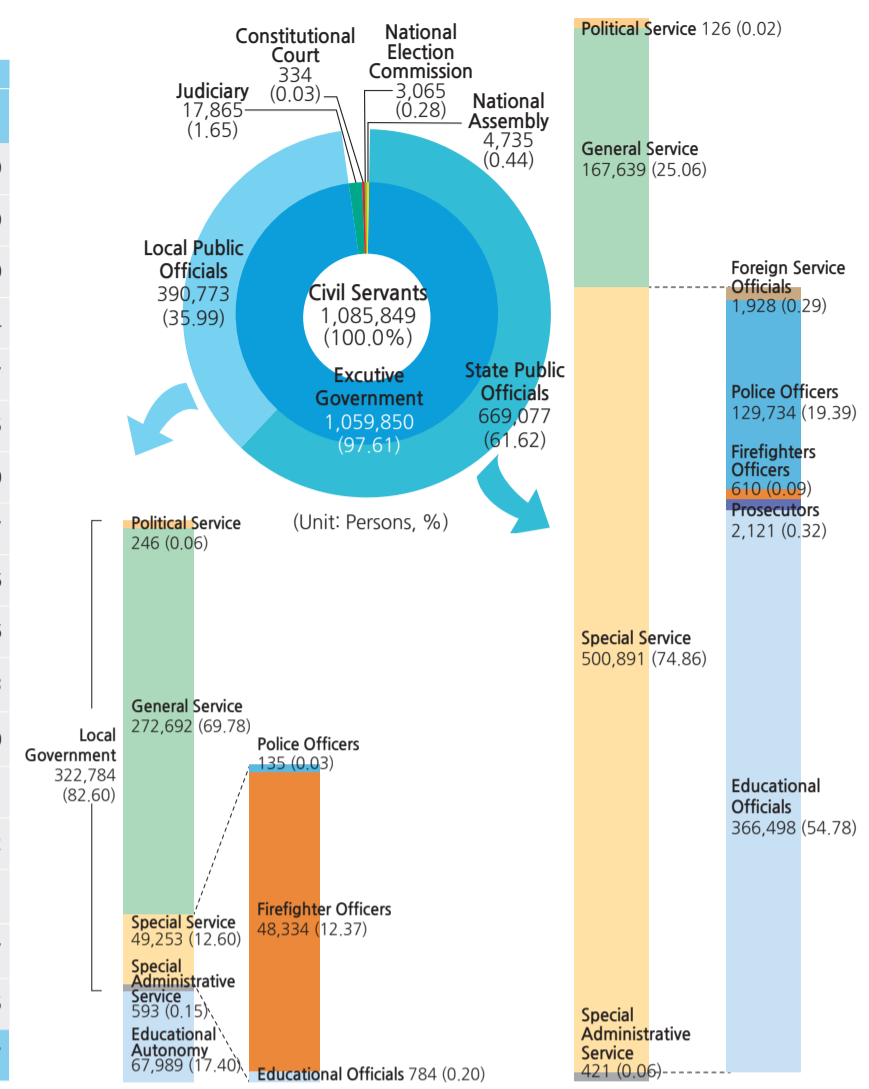 Constitutional
Court
334
(0.03)
National
Election
Commission
3,065
(0.28)
Judiciary
17,865
(1.65)
National
Assembly
4,735
(0.44)
Local Public
Officials
390,773
(35.99)
Civil Servants
1,085,849
(100.0%)
Excutive
Government
1,059,850
(97.61)
State Public
Officials
669,077
(61.62)
(Unit: Persons, %)
Political Service
246 (0.06)
General Service
272,692 (69.78)
Local
Government
322,784
(82.60)
Special Service
49,253 (12.60)
Special
Administrative
Service
593 (0.15)
Educational
Autonomy
67,989 (17.40)
Police Officers
135 (0.03)
Firefighter Officers
48,334 (12.37)
Educational Officials 784 (0.20)
Political Service 126 (0.02)
General Service
167,639 (25.06)
Special Service
500,891 (74.86)
Special
Administrative
Service
421 (0.06)
Foreign Service
Officials
1,928 (0.29)
Police Officers
129,734 (19.39)
Firefighters
Officers
610 (0.09)
Prosecutors
2,121 (0.32)
Educational
Officials
366,498 (54.78)